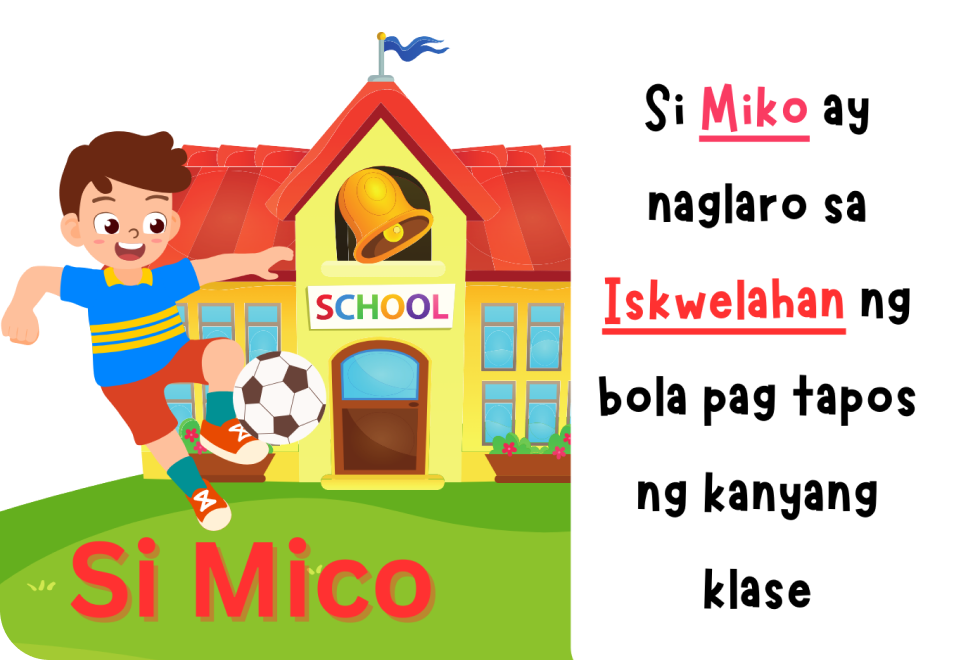 SCHOOL
Si Mico
Si Miko ay
naglaro sa
Iskwelahan ng
bola pag tapos
ng kanyang
klase